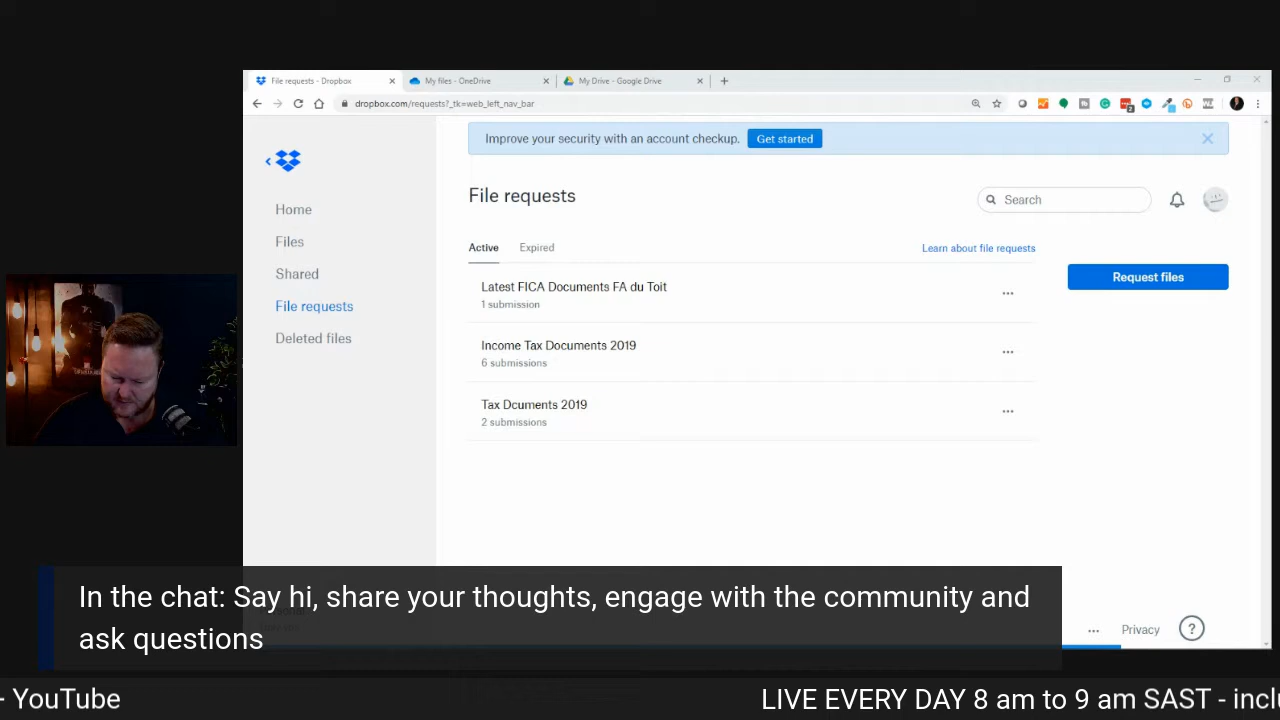 File requests - Dropbox
My files - OneDrive
My Drive - Google Drive
dropbox.com/requests?_tk=web_left_nav_bar
Improve your security with an account checkup.
Get started
Home
Files
Shared
File requests
Deleted files
File requests
Search
Active
Expired
Learn about file requests
Latest FICA Documents FA du Toit
1 submission
Income Tax Documents 2019
6 submissions
Tax Dcuments 2019
2 submissions
Request files
Privacy
In the chat: Say hi, share your thoughts, engage with the community and
ask questions
- YouTube
LIVE EVERY DAY 8 am to 9 am SAST - inclu